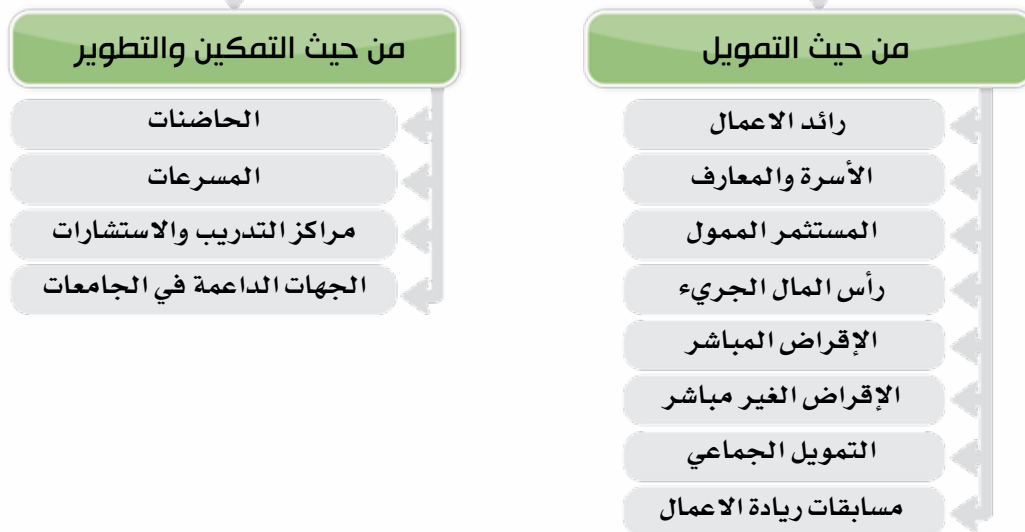 من حيث التمويل
رائد الاعمال
الأسرة والمعارف
المستثمر الممول
رأس المال الجريء
الإقراض المباشر
الإقراض الغير مباشر
التمويل الجماعي
مسابقات ريادة الاعمال
من حيث التمكين والتطوير
الحاضنات
المسرعات
مراكز التدريب والاستشارات
الجهات الداعمة في الجامعات